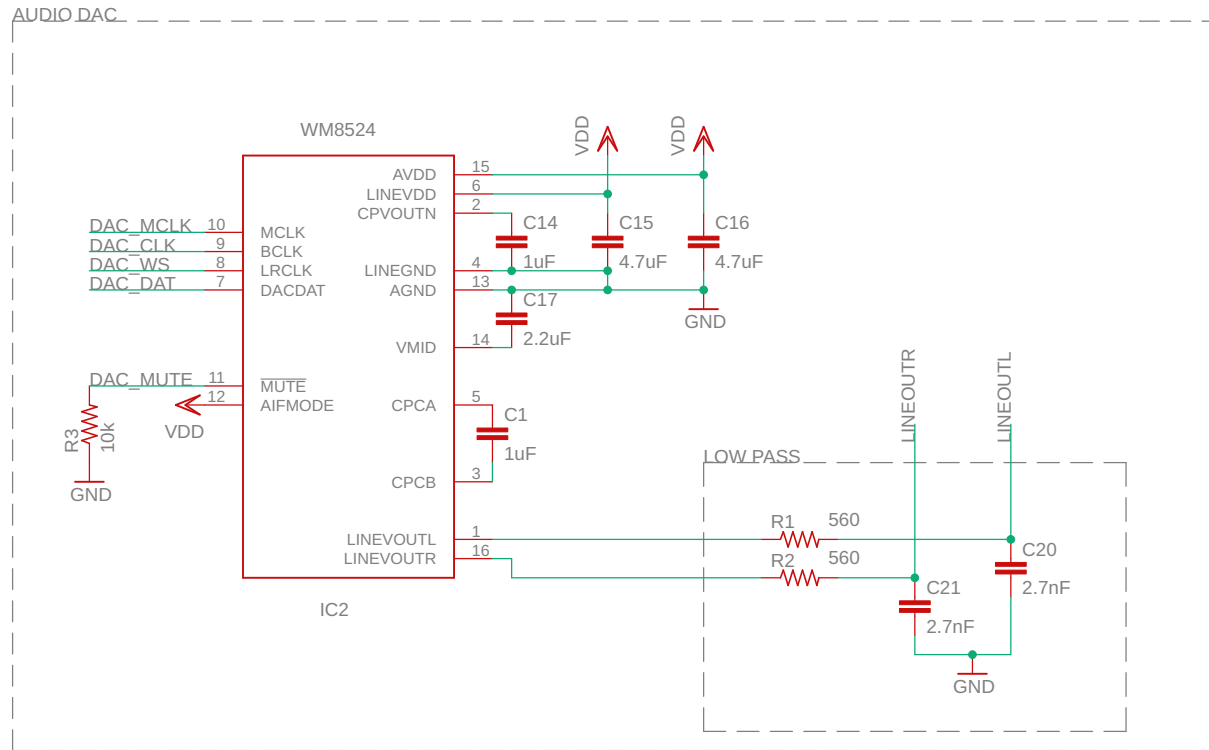 AUDIO DAC
WM8524
VDD
VDD
AVDD
15
LINEVDD
6
CPVOUTN
2
C14
1uF
C15
4.7uF
C16
4.7uF
DAC_MCLK
10
MCLK
DAC_CLK
9
BCLK
DAC_WS
8
LRCLK
DAC_DAT
7
DACDAT
LINEGND
4
AGND
13
C17
2.2uF
GND
VMID
14
DAC_MUTE
11
MUTE
12
AIFMODE
VDD
R3
10k
GND
CPCA
5
C1
1uF
CPCB
3
LINEOUTR
LINEOUTL
LOW PASS
LINEVOUTL
1
R1
560
LINEVOUTR
16
R2
560
C20
2.7nF
C21
2.7nF
GND
IC2